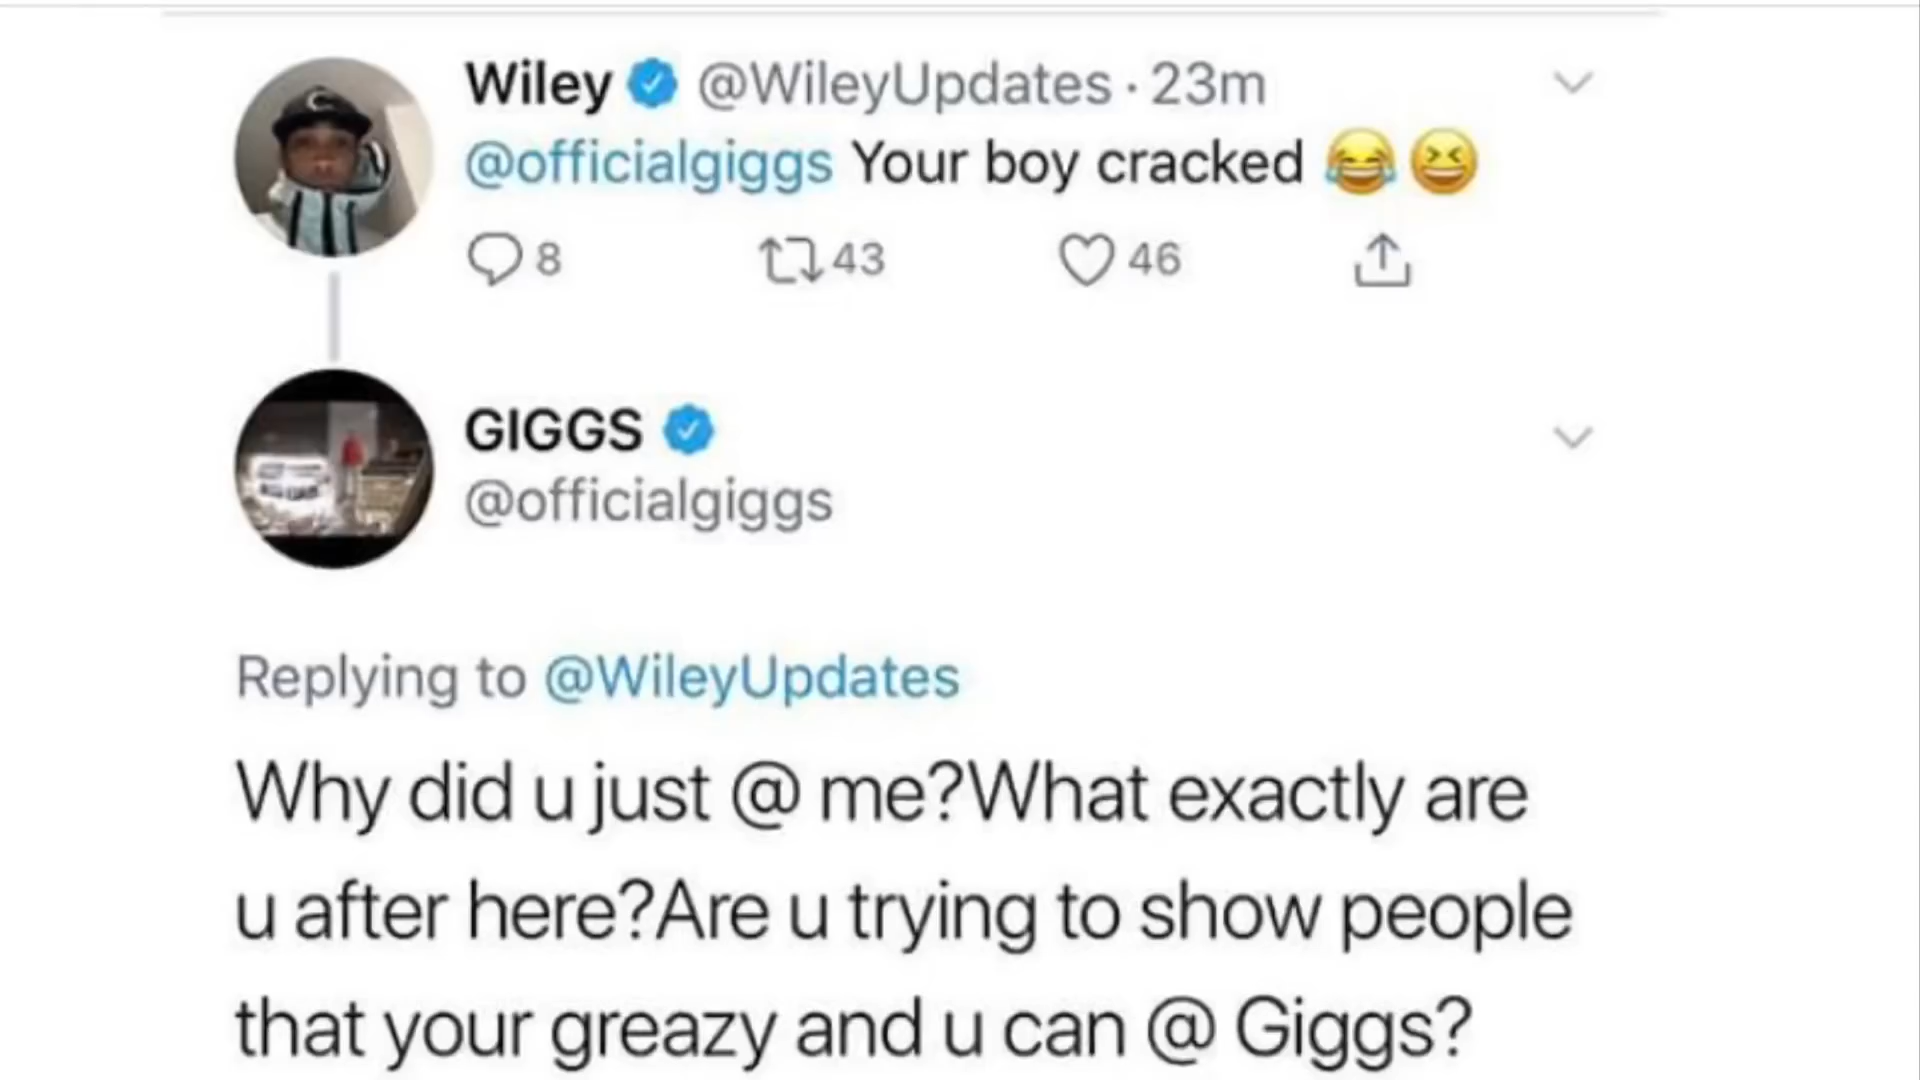 Wiley @WileyUpdates · 23m
@officialgiggs Your boy cracked 😂😆
8 43 46
GIGGS
@officialgiggs
Replying to @WileyUpdates
Why did u just @ me?What exactly are
u after here?Are u trying to show people
that your greazy and u can @ Giggs?